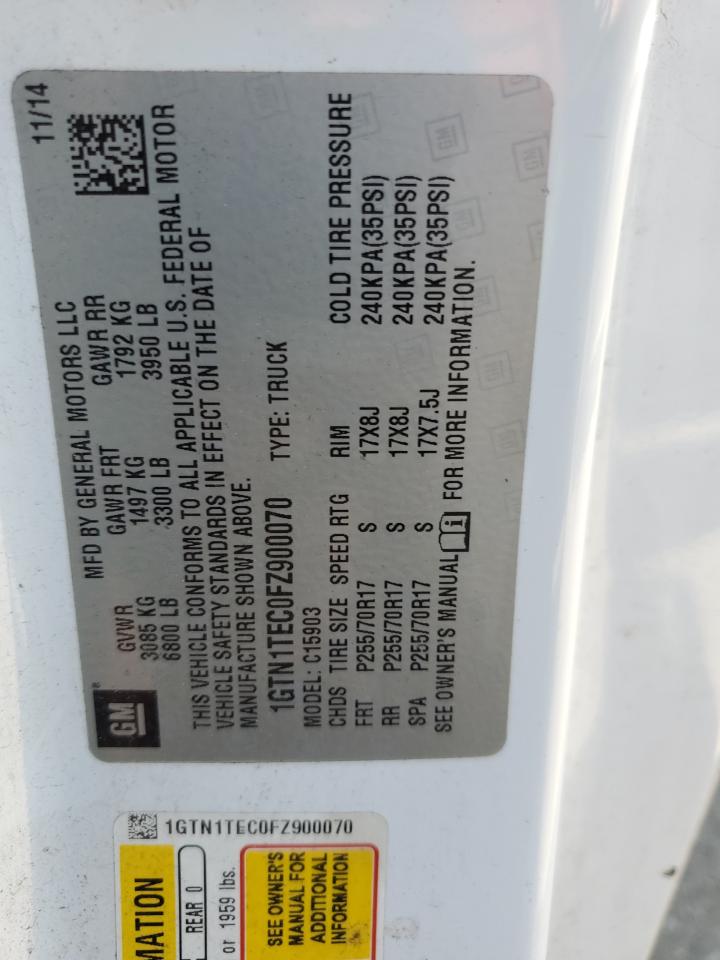 GM
11/14
MFD BY GENERAL MOTORS LLC
GVWR GAWR FRT GAWR RR
3085 KG 1497 KG 1792 KG
6800 LB 3300 LB 3950 LB
THIS VEHICLE CONFORMS TO ALL APPLICABLE U.S. FEDERAL MOTOR
VEHICLE SAFETY STANDARDS IN EFFECT ON THE DATE OF
MANUFACTURE SHOWN ABOVE.
1GTN1TEC0FZ900070 TYPE: TRUCK
MODEL: C15903
CHDS TIRE SIZE SPEED RTG RIM COLD TIRE PRESSURE
FRT P255/70R17 S 17X8J 240KPA(35PSI)
RR P255/70R17 S 17X8J 240KPA(35PSI)
SPA P255/70R17 S 17X7.5J 240KPA(35PSI)
SEE OWNER'S MANUAL i FOR MORE INFORMATION.
1GTN1TEC0FZ900070
MATION
REAR 0
or 1959 lbs.
SEE OWNER'S
MANUAL FOR
ADDITIONAL
INFORMATION